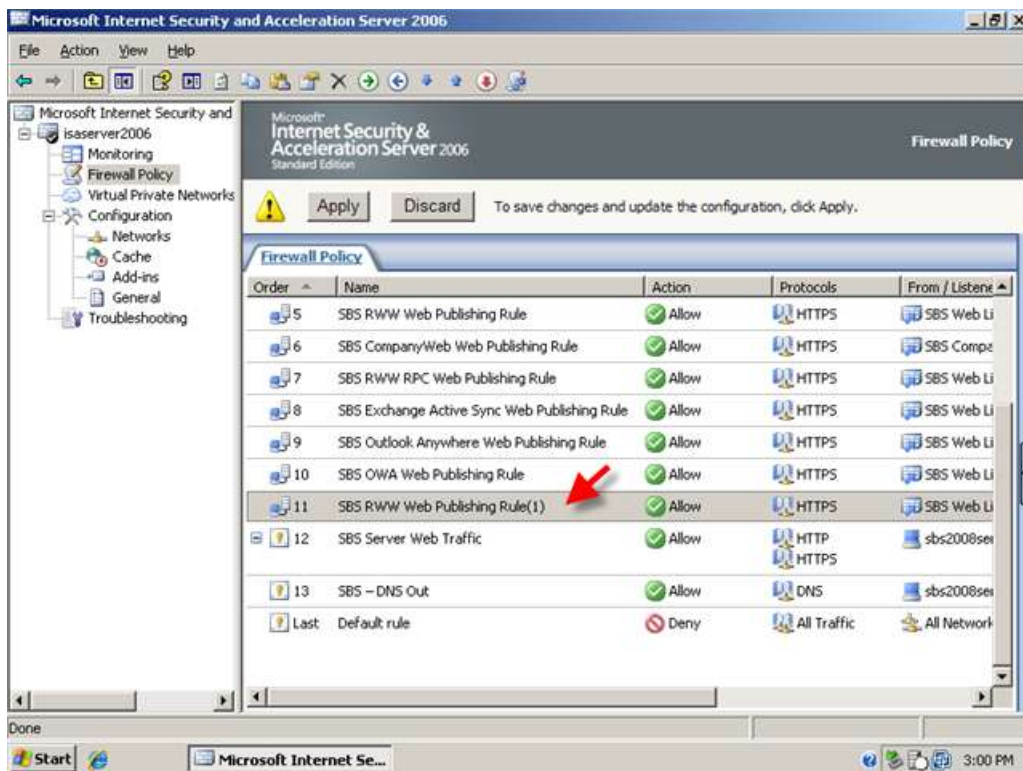 Microsoft Internet Security and Acceleration Server 2006
File Action View Help
Microsoft Internet Security and
isaserver2006
Monitoring
Firewall Policy
Virtual Private Networks
Configuration
Networks
Cache
Add-ins
General
Troubleshooting
Microsoft
Internet Security &
Acceleration Server 2006
Standard Edition
Firewall Policy
Apply Discard To save changes and update the configuration, click Apply.
Firewall Policy
Order Name Action Protocols From / Listene
5 SBS RWW Web Publishing Rule Allow HTTPS SBS Web Li
6 SBS CompanyWeb Web Publishing Rule Allow HTTPS SBS Compa
7 SBS RWW RPC Web Publishing Rule Allow HTTPS SBS Web Li
8 SBS Exchange Active Sync Web Publishing Rule Allow HTTPS SBS Web Li
9 SBS Outlook Anywhere Web Publishing Rule Allow HTTPS SBS Web Li
10 SBS OWA Web Publishing Rule Allow HTTPS SBS Web Li
11 SBS RWW Web Publishing Rule(1) Allow HTTPS SBS Web Li
12 SBS Server Web Traffic Allow HTTP sbs2008ser
HTTPS
13 SBS – DNS Out Allow DNS sbs2008ser
Last Default rule Deny All Traffic All Network
Done
Start Microsoft Internet Se... 3:00 PM